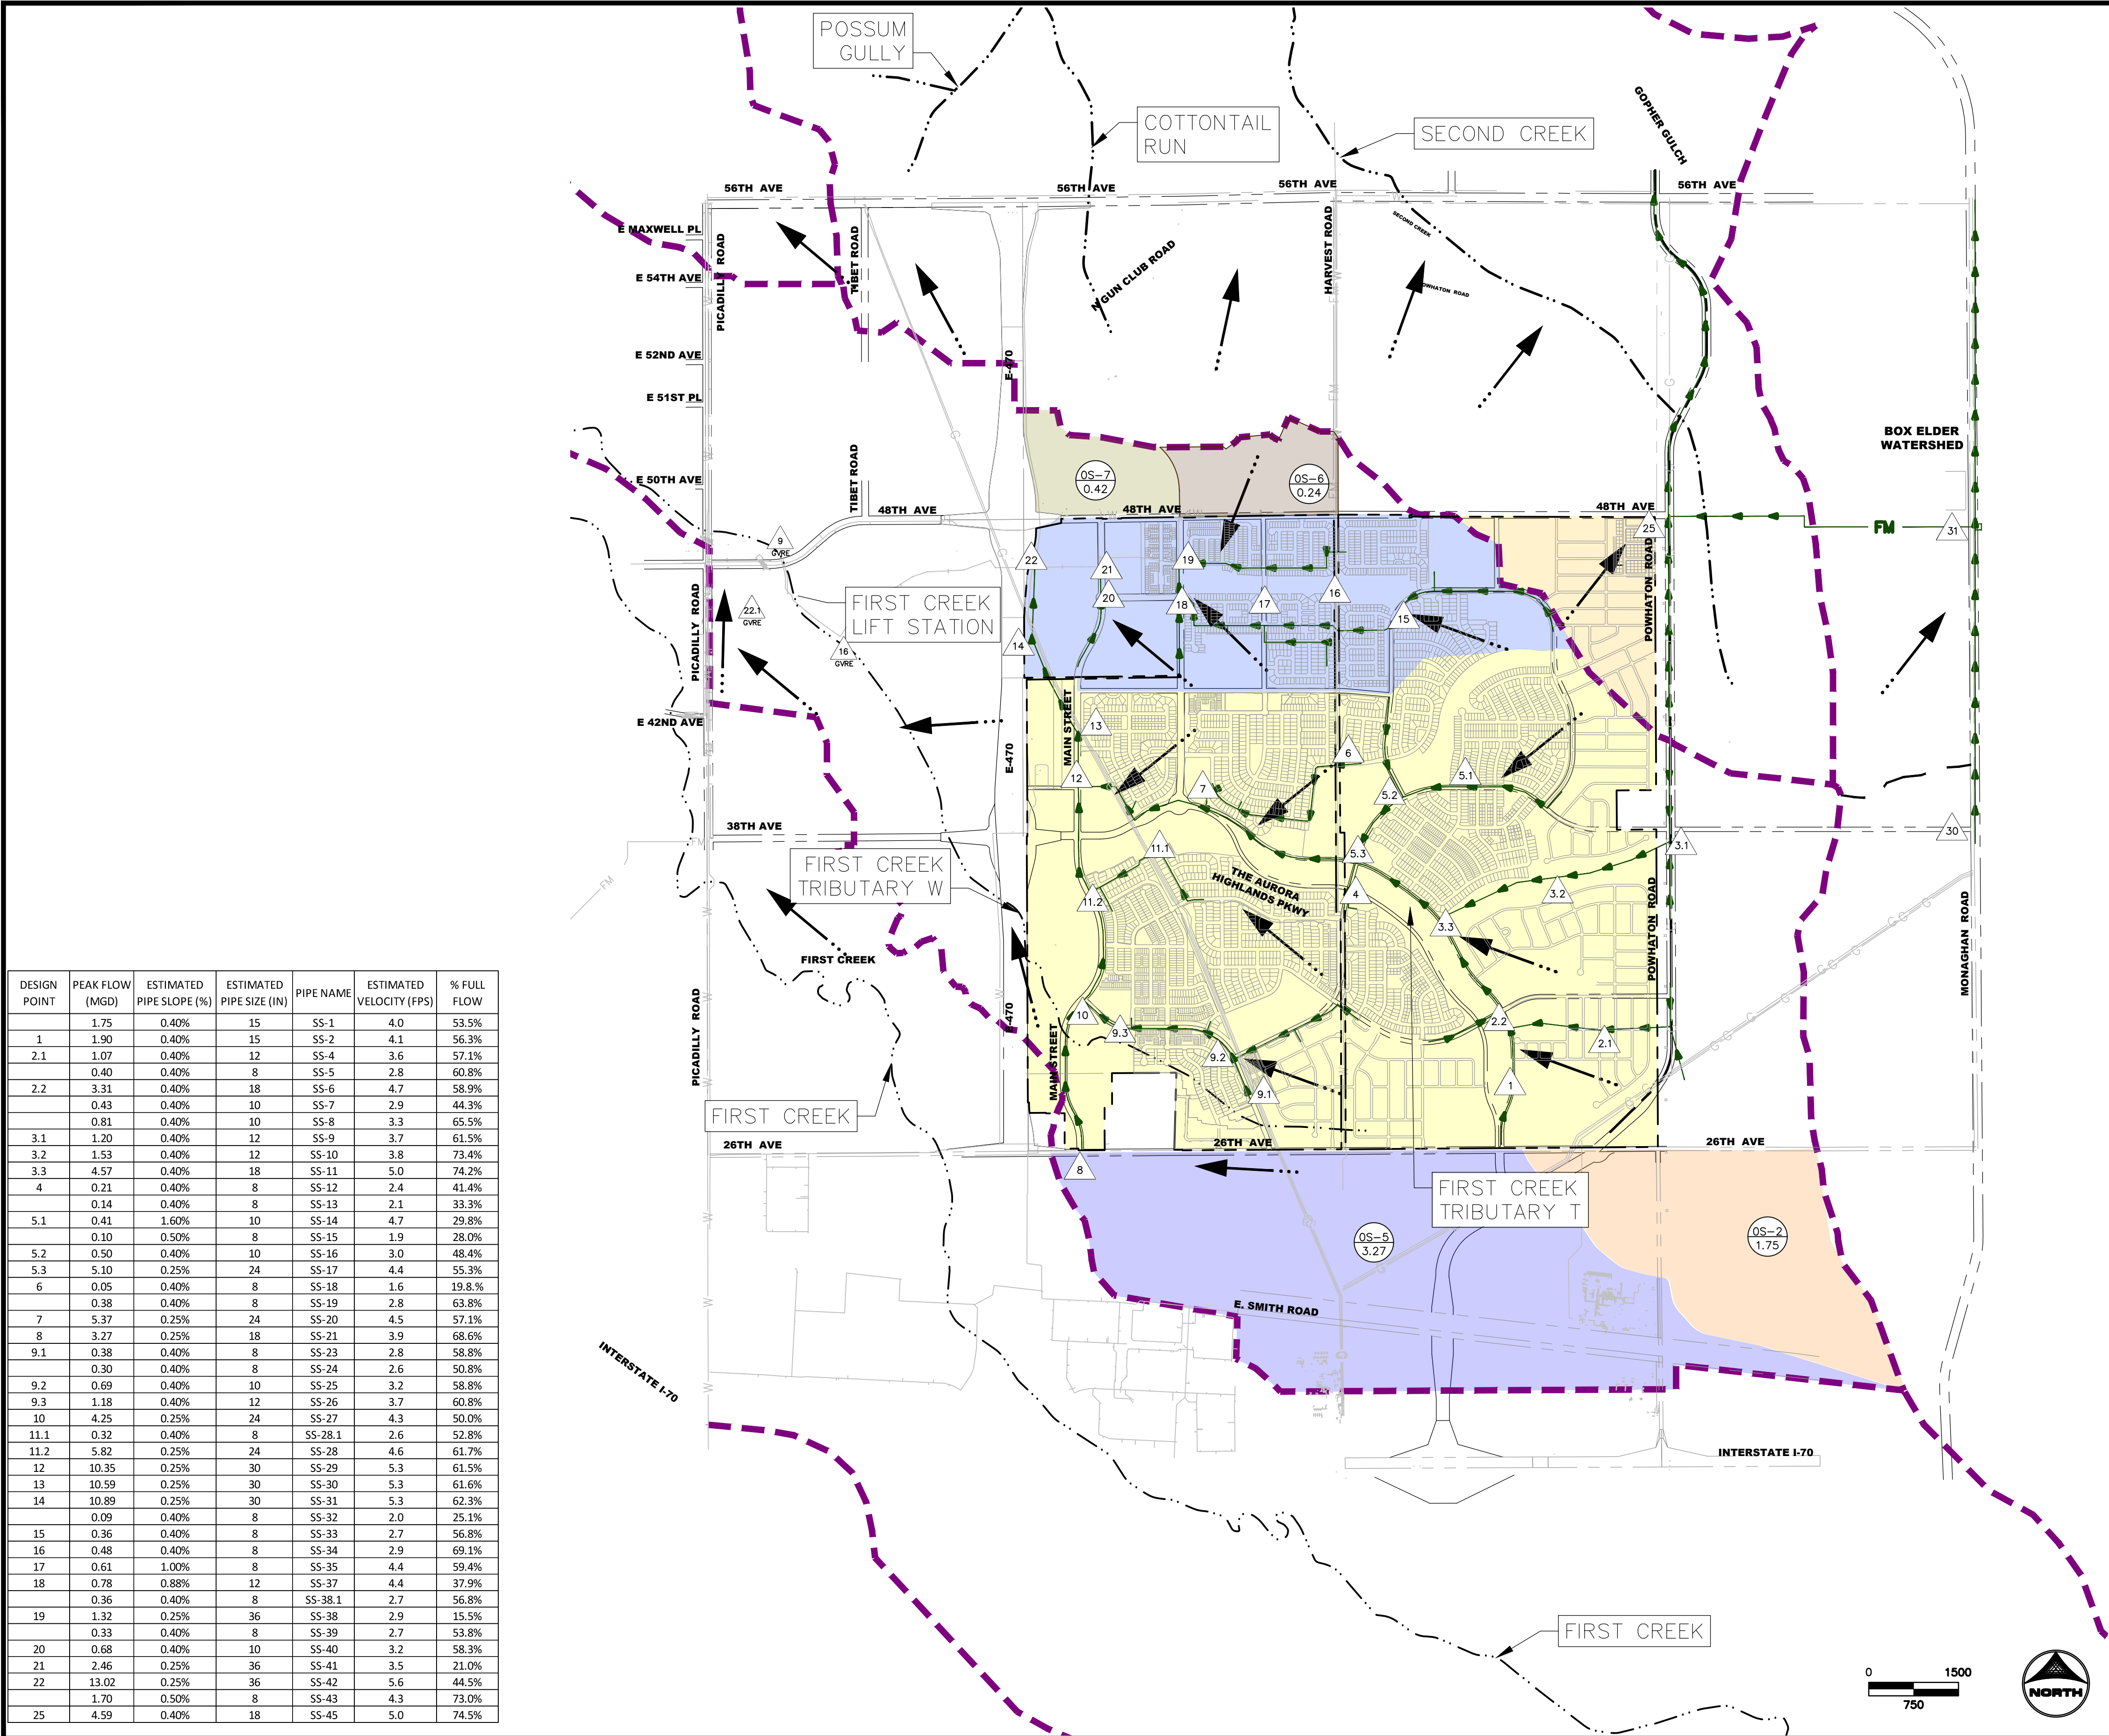 POSSUM
GULLY
COTTONTAIL
RUN
SECOND CREEK
GOPHER GULCH
56TH AVE
56TH AVE
56TH AVE
56TH AVE
E MAXWELL PL
E 54TH AVE
E 52ND AVE
E 51ST PL
E 50TH AVE
E 42ND AVE
PICADILLY ROAD
TIBET ROAD
N GUN CLUB ROAD
HARVEST ROAD
SECOND CREEK
OWHATON ROAD
E-470
TIBET ROAD
48TH AVE
48TH AVE
48TH AVE
BOX ELDER
WATERSHED
OS-7
0.42
OS-6
0.24
FM
25
31
9
GVRE
22.1
GVRE
16
GVRE
FIRST CREEK
LIFT STATION
22
21
20
19
18
17
16
15
14
PICADILLY ROAD
POWHATON ROAD
MAIN STREET
E-470
13
12
7
6
5.1
5.2
5.3
38TH AVE
FIRST CREEK
TRIBUTARY W
11.1
11.2
THE AURORA
HIGHLANDS PKWY
4
3.1
3.2
3.3
30
POWHATON ROAD
MONAGHAN ROAD
FIRST CREEK
PICADILLY ROAD
E-470
MAIN STREET
10
9.3
9.2
9.1
2.2
2.1
1
FIRST CREEK
26TH AVE
26TH AVE
26TH AVE
8
FIRST CREEK
TRIBUTARY T
OS-5
3.27
OS-2
1.75
E. SMITH ROAD
INTERSTATE I-70
INTERSTATE I-70
FIRST CREEK
0 1500
750
NORTH
DESIGN POINT PEAK FLOW (MGD) ESTIMATED PIPE SLOPE (%) ESTIMATED PIPE SIZE (IN) PIPE NAME ESTIMATED VELOCITY (FPS) % FULL FLOW
1.75 0.40% 15 SS-1 4.0 53.5%
1 1.90 0.40% 15 SS-2 4.1 56.3%
2.1 1.07 0.40% 12 SS-4 3.6 57.1%
0.40 0.40% 8 SS-5 2.8 60.8%
2.2 3.31 0.40% 18 SS-6 4.7 58.9%
0.43 0.40% 10 SS-7 2.9 44.3%
0.81 0.40% 10 SS-8 3.3 65.5%
3.1 1.20 0.40% 12 SS-9 3.7 61.5%
3.2 1.53 0.40% 12 SS-10 3.8 73.4%
3.3 4.57 0.40% 18 SS-11 5.0 74.2%
4 0.21 0.40% 8 SS-12 2.4 41.4%
0.14 0.40% 8 SS-13 2.1 33.3%
5.1 0.41 1.60% 10 SS-14 4.7 29.8%
0.10 0.50% 8 SS-15 1.9 28.0%
5.2 0.50 0.40% 10 SS-16 3.0 48.4%
5.3 5.10 0.25% 24 SS-17 4.4 55.3%
6 0.05 0.40% 8 SS-18 1.6 19.8.%
0.38 0.40% 8 SS-19 2.8 63.8%
7 5.37 0.25% 24 SS-20 4.5 57.1%
8 3.27 0.25% 18 SS-21 3.9 68.6%
9.1 0.38 0.40% 8 SS-23 2.8 58.8%
0.30 0.40% 8 SS-24 2.6 50.8%
9.2 0.69 0.40% 10 SS-25 3.2 58.8%
9.3 1.18 0.40% 12 SS-26 3.7 60.8%
10 4.25 0.25% 24 SS-27 4.3 50.0%
11.1 0.32 0.40% 8 SS-28.1 2.6 52.8%
11.2 5.82 0.25% 24 SS-28 4.6 61.7%
12 10.35 0.25% 30 SS-29 5.3 61.5%
13 10.59 0.25% 30 SS-30 5.3 61.6%
14 10.89 0.25% 30 SS-31 5.3 62.3%
0.09 0.40% 8 SS-32 2.0 25.1%
15 0.36 0.40% 8 SS-33 2.7 56.8%
16 0.48 0.40% 8 SS-34 2.9 69.1%
17 0.61 1.00% 8 SS-35 4.4 59.4%
18 0.78 0.88% 12 SS-37 4.4 37.9%
0.36 0.40% 8 SS-38.1 2.7 56.8%
19 1.32 0.25% 36 SS-38 2.9 15.5%
0.33 0.40% 8 SS-39 2.7 53.8%
20 0.68 0.40% 10 SS-40 3.2 58.3%
21 2.46 0.25% 36 SS-41 3.5 21.0%
22 13.02 0.25% 36 SS-42 5.6 44.5%
1.70 0.50% 8 SS-43 4.3 73.0%
25 4.59 0.40% 18 SS-45 5.0 74.5%